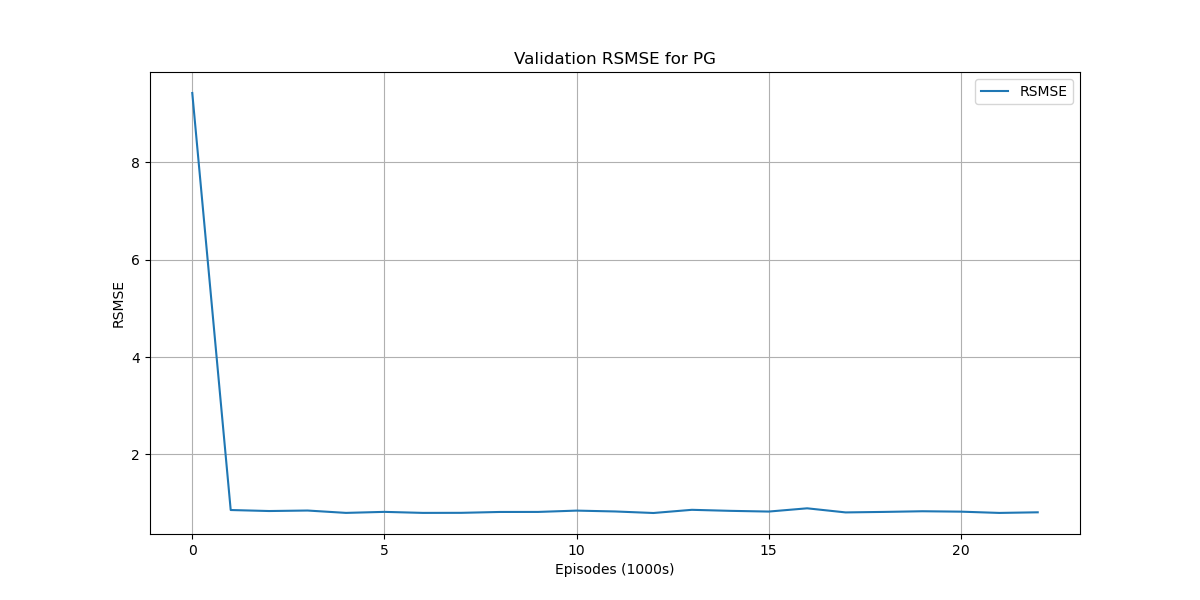 Validation RSMSE for PG
RSMSE
RSMSE
8
6
4
2
0 5 10 15 20
Episodes (1000s)